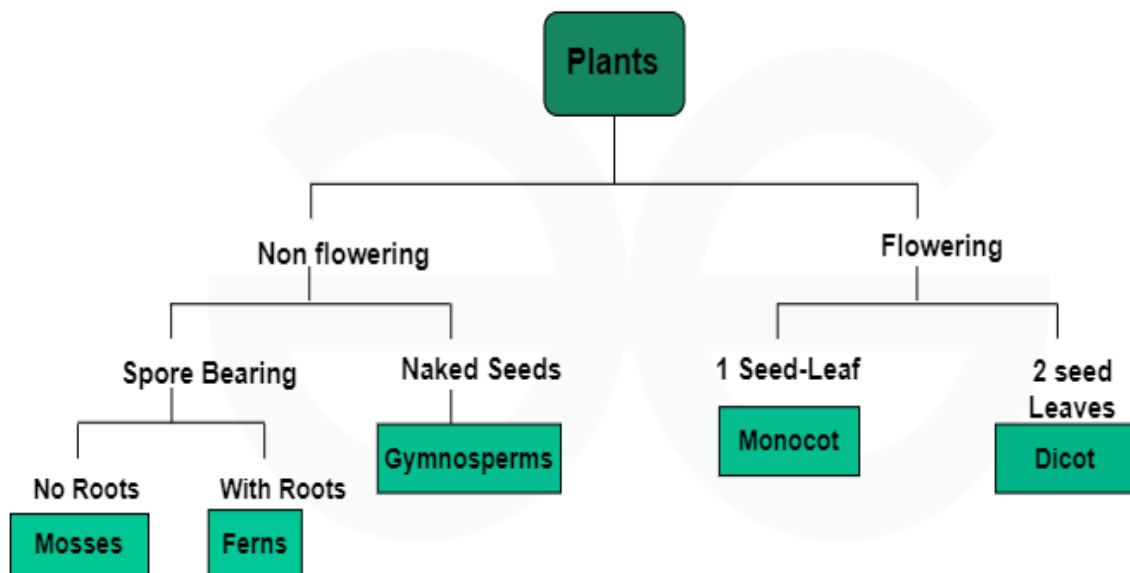 Plants
Non flowering
Flowering
Spore Bearing
Naked Seeds
1 Seed-Leaf
2 seed
Leaves
Gymnosperms
Monocot
Dicot
No Roots
With Roots
Mosses
Ferns